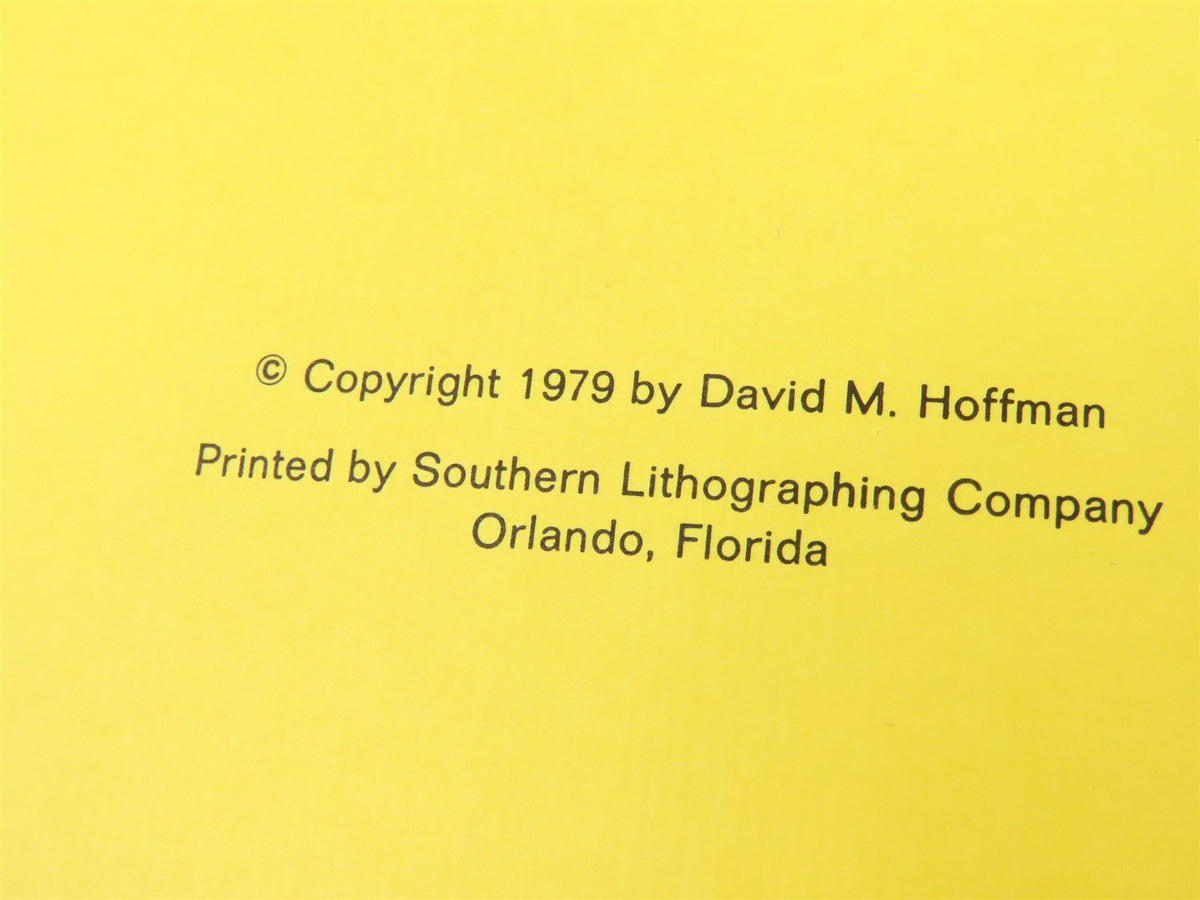 © Copyright 1979 by David M. Hoffman
Printed by Southern Lithographing Company
Orlando, Florida